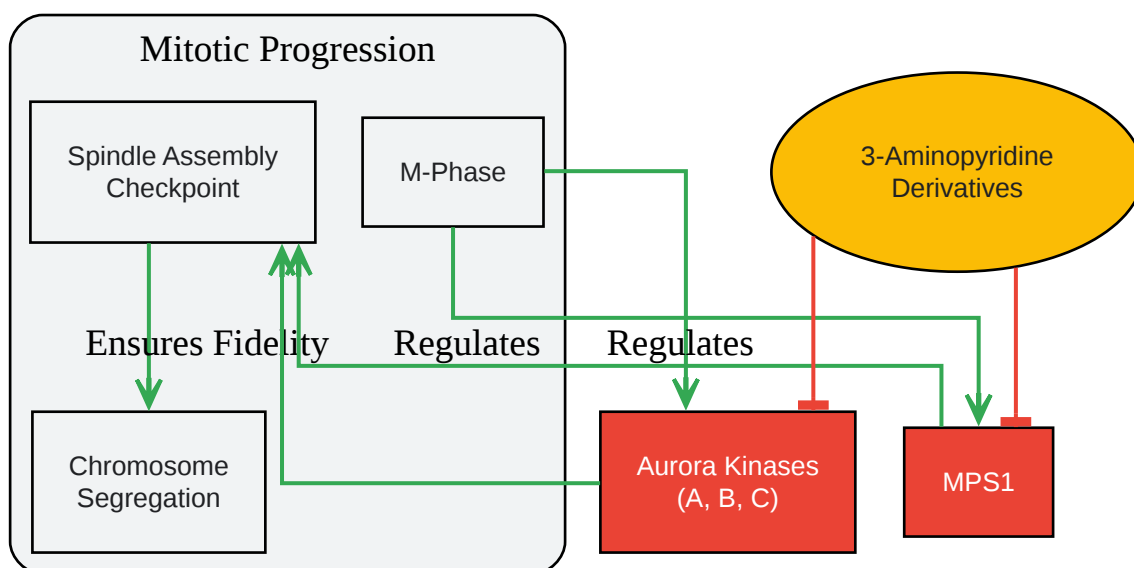 Mitotic Progression
Spindle Assembly
Checkpoint
M-Phase
3-Aminopyridine
Derivatives
Ensures Fidelity
Regulates
Regulates
Chromosome
Segregation
Aurora Kinases
(A, B, C)
MPS1